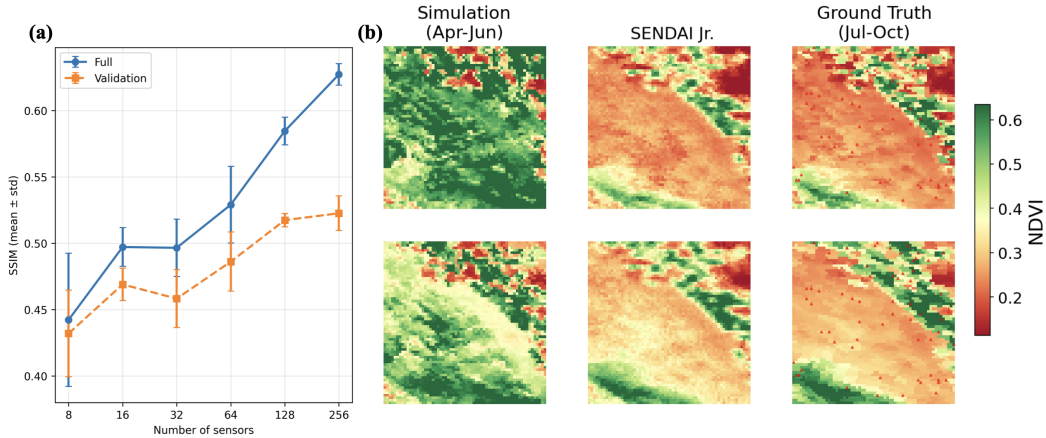 (a)
Full
Validation
SSIM (mean ± std)
0.60
0.55
0.50
0.45
0.40
8 16 32 64 128 256
Number of sensors
(b)
Simulation
(Apr-Jun)
SENDAI Jr.
Ground Truth
(Jul-Oct)
0.6
0.5
0.4
0.3
0.2
NDVI